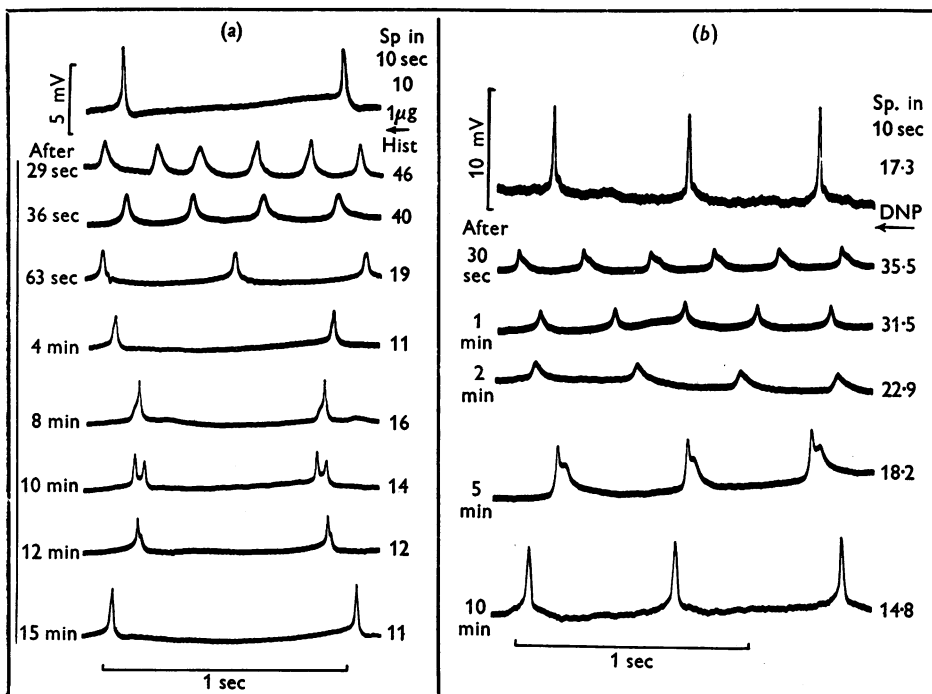 (a)
Sp in
10 sec
10
5 mV
1μg
Hist
After
29 sec
46
36 sec
40
63 sec
19
4 min
11
8 min
16
10 min
14
12 min
12
15 min
11
1 sec
(b)
Sp. in
10 sec
17·3
10 mV
DNP
After
30
sec
35·5
1
min
31·5
2
min
22·9
5
min
18·2
10
min
14·8
1 sec